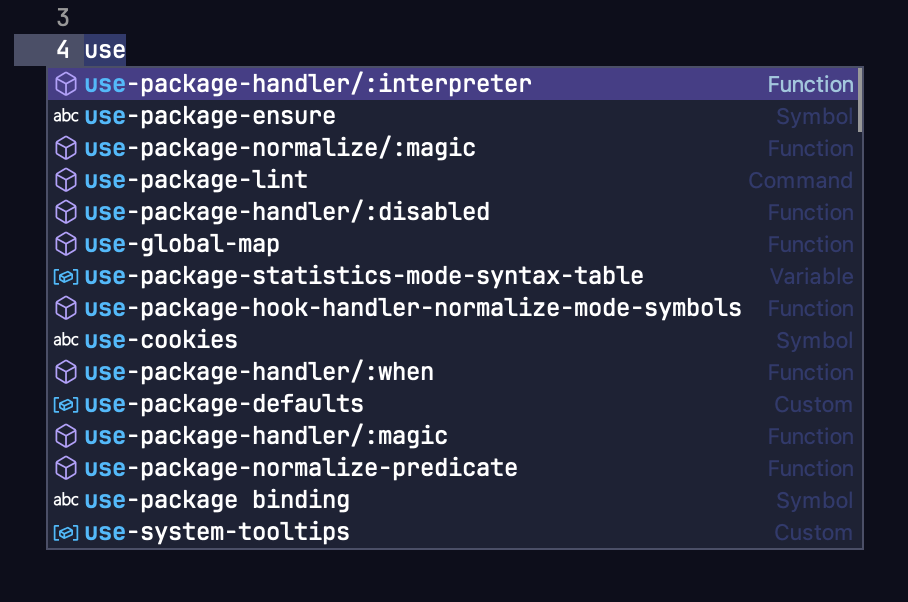 3
4 use
use-package-handler/:interpreter Function
abc use-package-ensure Symbol
use-package-normalize/:magic Function
use-package-lint Command
use-package-handler/:disabled Function
use-global-map Function
use-package-statistics-mode-syntax-table Variable
use-package-hook-handler-normalize-mode-symbols Function
abc use-cookies Symbol
use-package-handler/:when Function
use-package-defaults Custom
use-package-handler/:magic Function
use-package-normalize-predicate Function
abc use-package binding Symbol
use-system-tooltips Custom